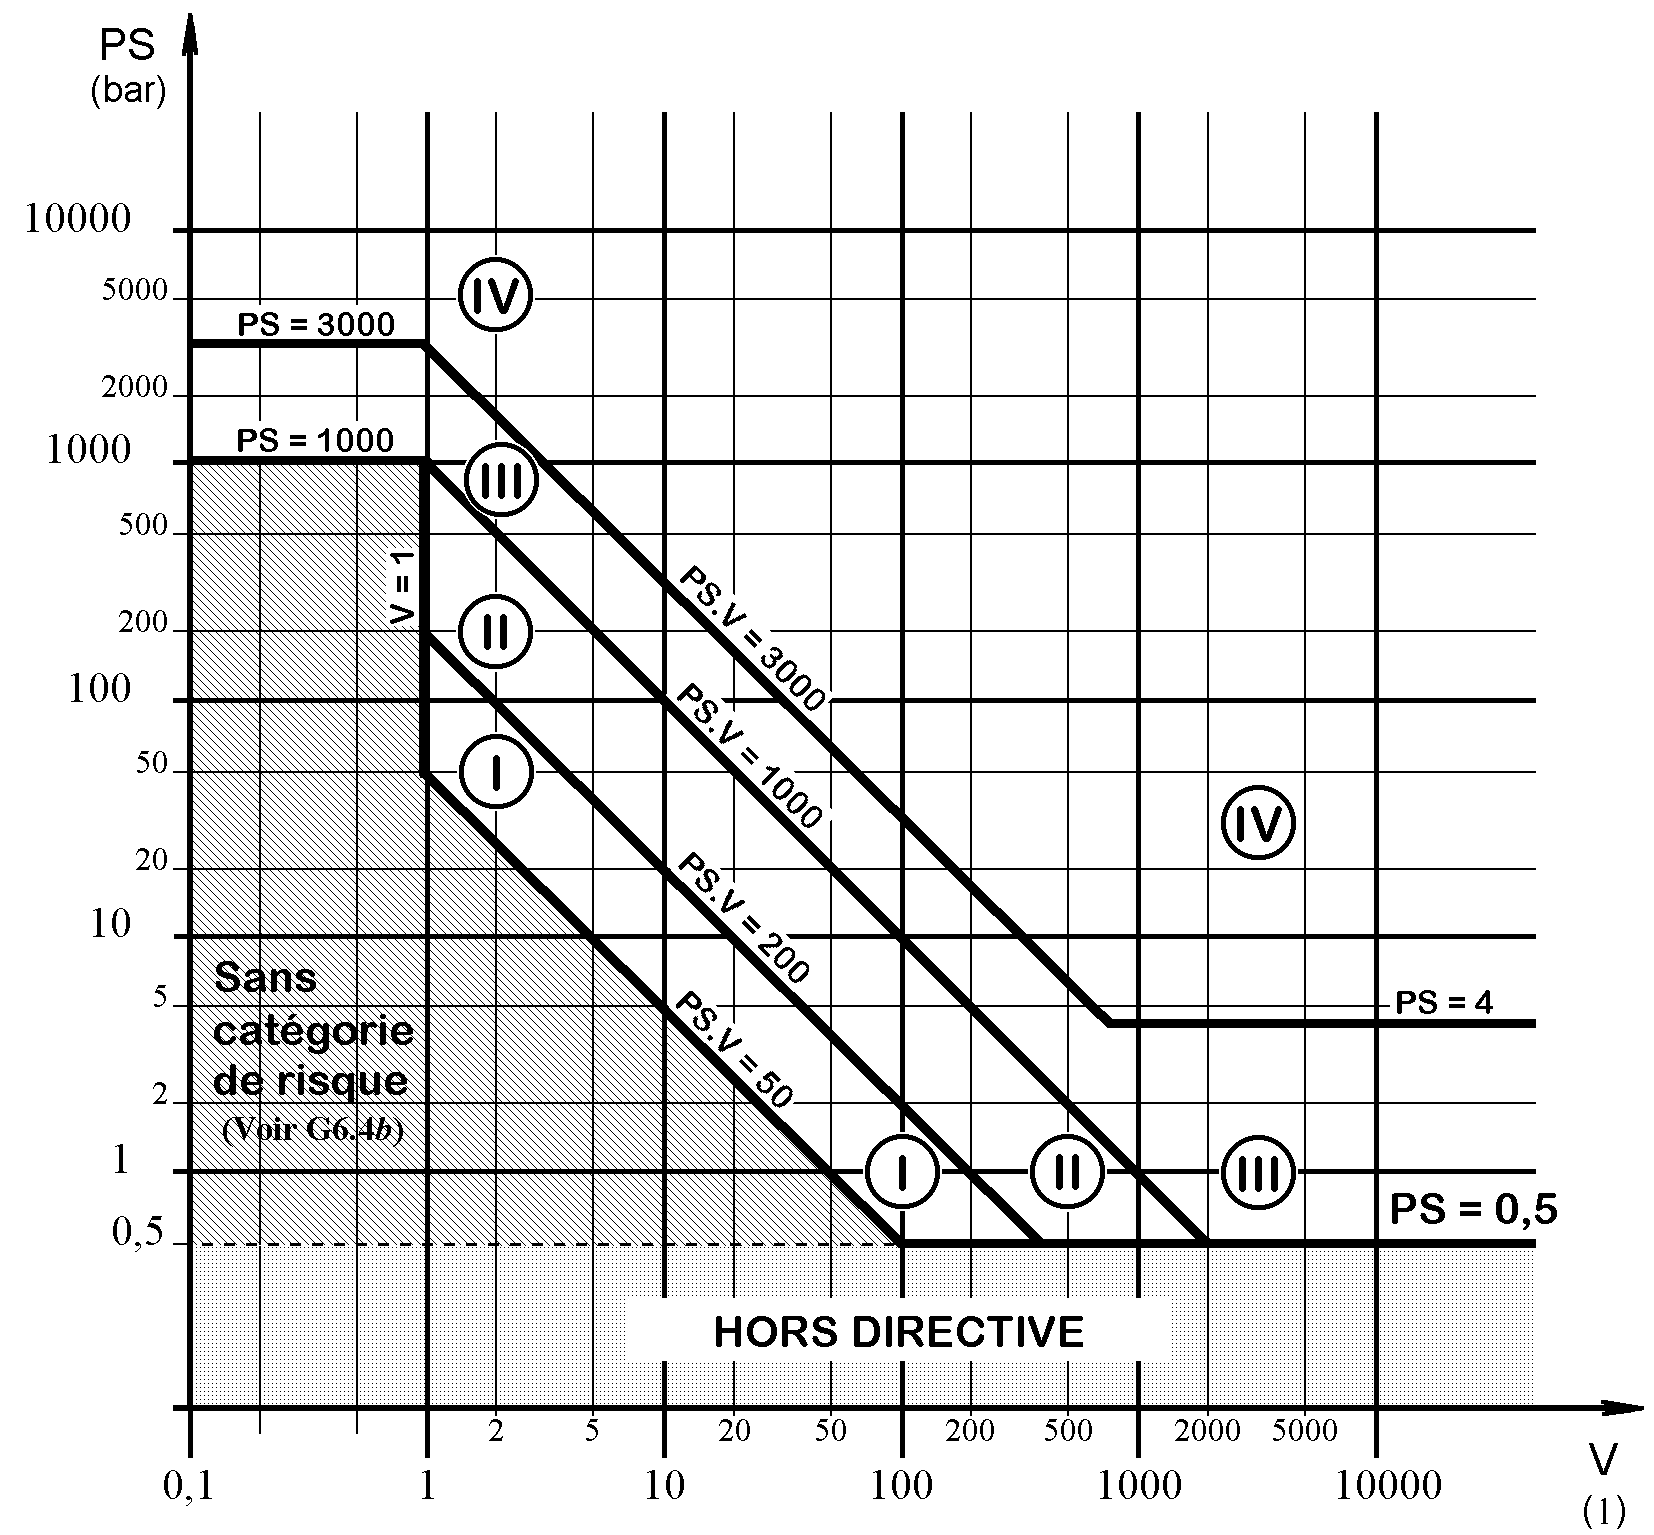 PS
(bar)
10000
5000
PS = 3000
IV
2000
PS = 1000
1000
III
500
V = 1
PS.V = 3000
200
II
100
PS.V = 1000
50
I
IV
20
PS.V = 200
10
Sans
catégorie
de risque
(Voir G6.4b)
5
PS.V = 50
PS = 4
2
1
I
II
III
PS = 0,5
0,5
HORS DIRECTIVE
2
5
20
50
200
500
2000
5000
0,1
1
10
100
1000
10000
V
(1)